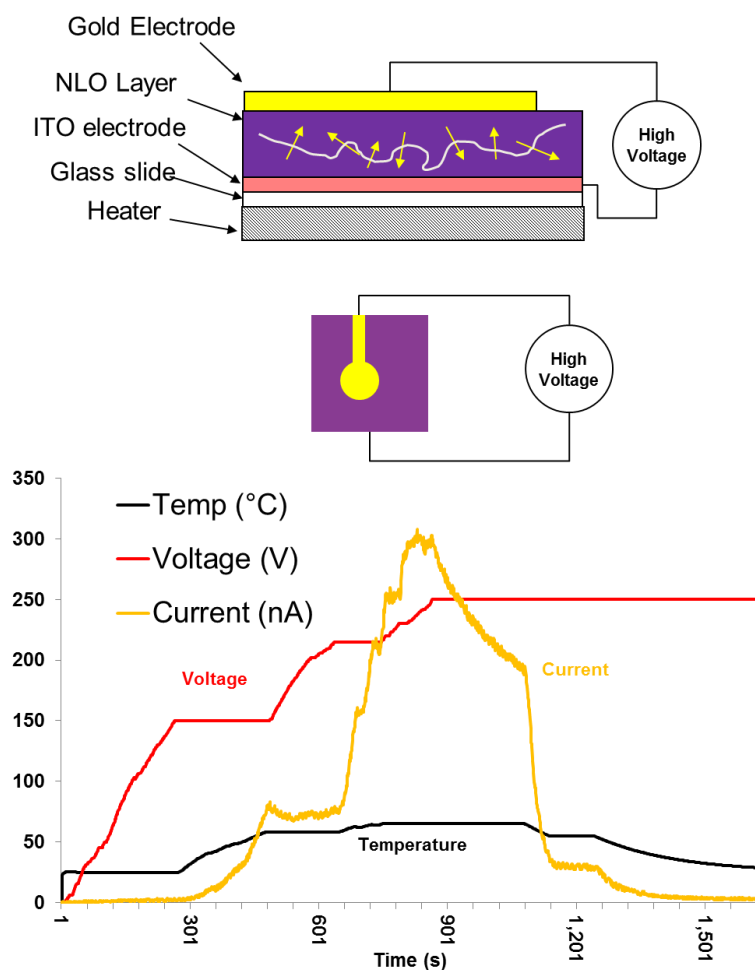 Gold Electrode
NLO Layer
ITO electrode
Glass slide
Heater
High
Voltage
High
Voltage
350
300
250
200
150
100
50
0
Temp (°C)
Voltage (V)
Current (nA)
Voltage
Current
Temperature
1
301
601
901
1,201
1,501
Time (s)